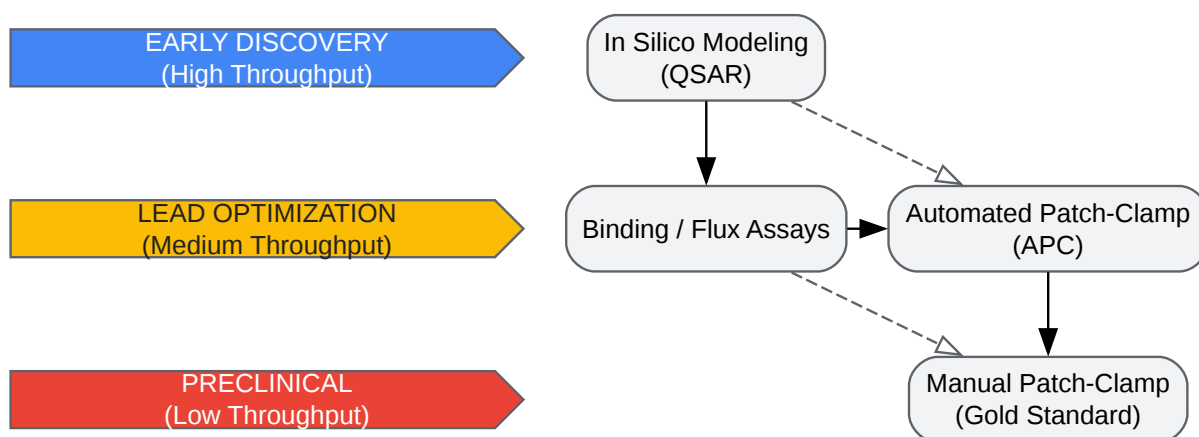 EARLY DISCOVERY
(High Throughput)
In Silico Modeling
(QSAR)
LEAD OPTIMIZATION
(Medium Throughput)
Binding / Flux Assays
Automated Patch-Clamp
(APC)
PRECLINICAL
(Low Throughput)
Manual Patch-Clamp
(Gold Standard)